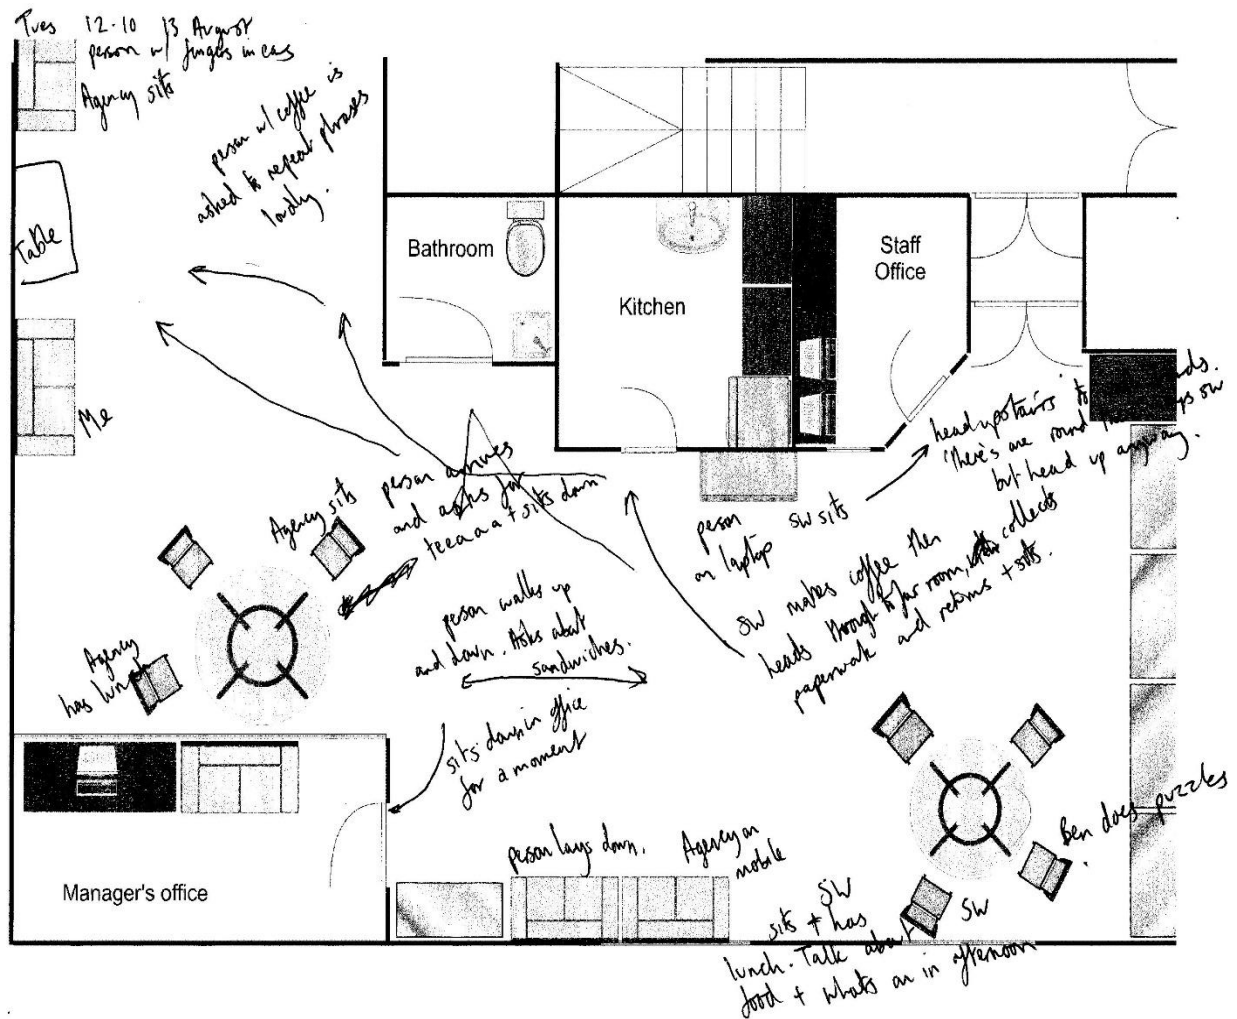 Tues 12-10 13 August
person w/ fingers in ears
Agency sits
person w/ coffee is
asked to repeat phrases
loudly.
Table
Me
Bathroom
Kitchen
Staff
Office
head upstairs to
'There's are round
but head up anyway.
person
on laptop
SW sits
SW makes coffee then
heads through to far room, collects
paperwork and returns + sits.
Agency sits
person arrives
and asks for
teeaaa + sits down
Agency
has lunch
person walks up
and down. Asks about
sandwiches.
sits down in office
for a moment
Manager's office
person lays down.
Agency on
mobile
Ben does puzzles
SW
SW
sits + has
lunch. Talk about
food + whats on in afternoon